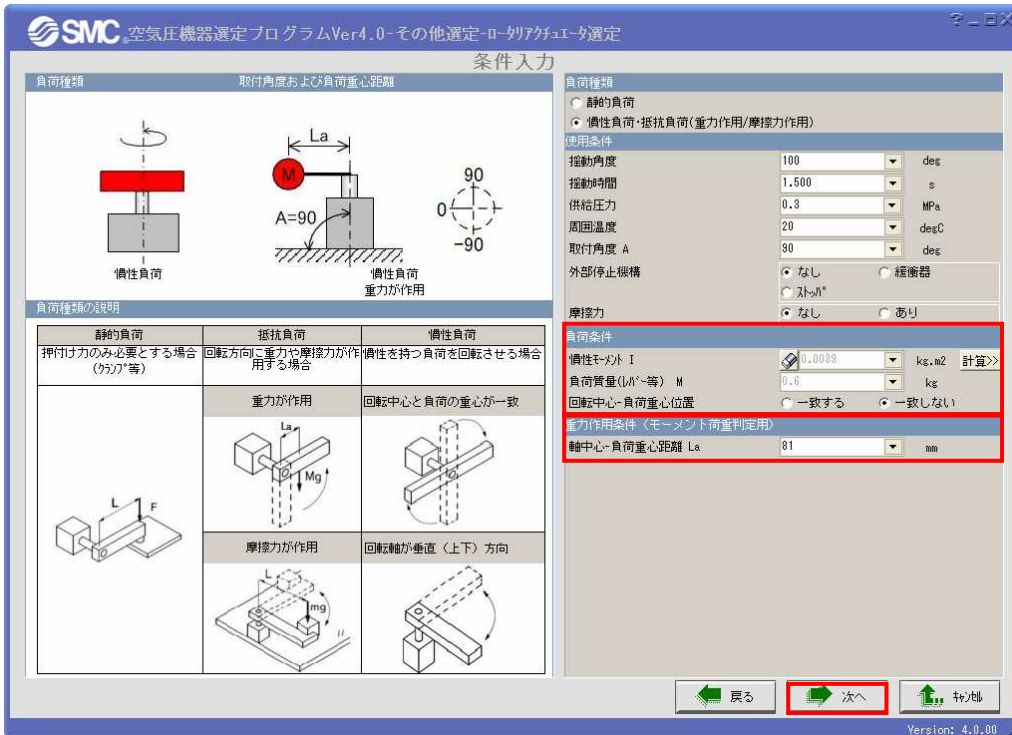 SMC 空気圧機器選定プログラムVer4.0-その他選定-ロータリアクチュエータ選定
条件入力
負荷種類 取付角度および負荷重心距離
La
M
A=90
90
0
-90
慣性負荷
慣性負荷
重力が作用
負荷種類の説明
静的負荷 抵抗負荷 慣性負荷
押付け力のみ必要とする場合(クランプ等)
回転方向に重力や摩擦力が作用する場合
慣性を持つ負荷を回転させる場合
重力が作用 回転中心と負荷の重心が一致
La
Mg
L
F
摩擦力が作用 回転軸が垂直（上下）方向
L
mg
μ
負荷種類
静的負荷
慣性負荷・抵抗負荷(重力作用/摩擦力作用)
使用条件
揺動角度 100 deg
揺動時間 1.500 s
供給圧力 0.3 MPa
周囲温度 20 degC
取付角度 A 90 deg
外部停止機構 なし 緩衝器
ストッパ
摩擦力 なし あり
負荷条件
慣性モーメント I 0.0039 kg.m2 計算>>
負荷質量(レバー等) M 0.6 kg
回転中心-負荷重心位置 一致する 一致しない
重力作用条件（モーメント荷重判定用）
軸中心-負荷重心距離 La 81 mm
戻る 次へ キャンセル
Version: 4.0.00